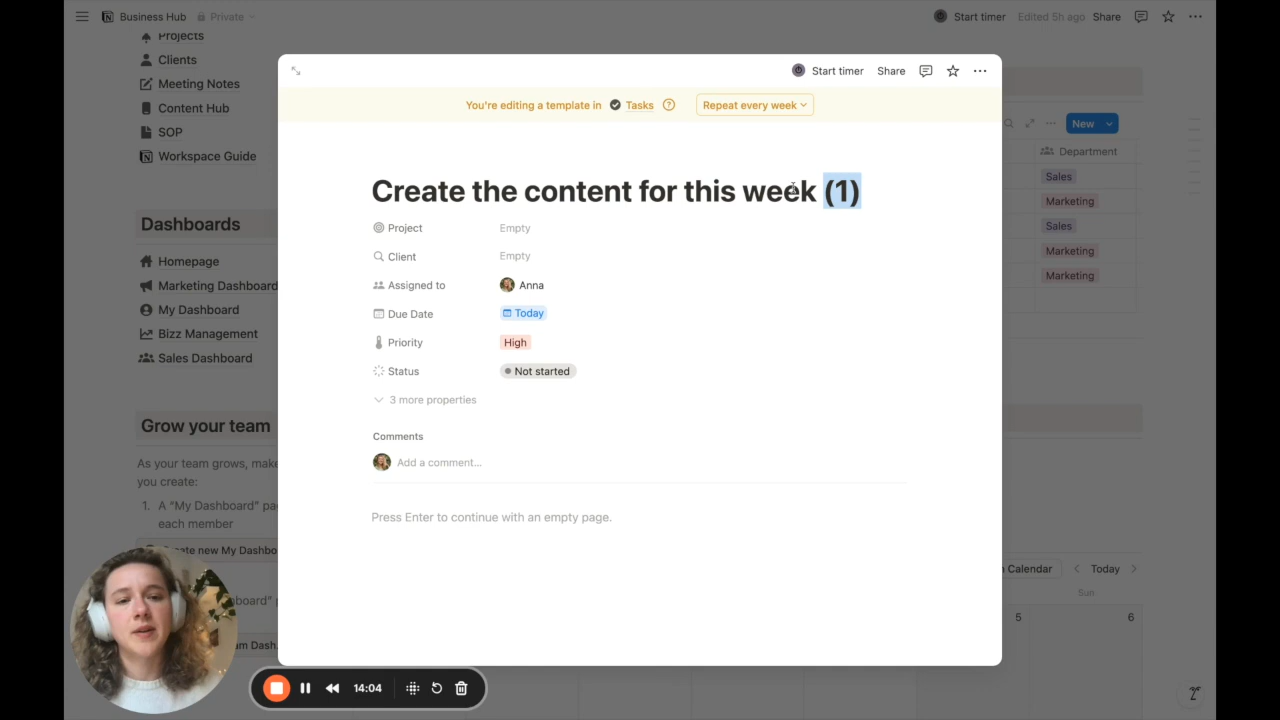 Business Hub Private Start timer Edited 5h ago Share
Projects
Clients
Meeting Notes
Content Hub
SOP
Workspace Guide
Dashboards
Homepage
Marketing Dashboard
My Dashboard
Bizz Management
Sales Dashboard
Grow your team
As your team grows, make
you create:
1. A “My Dashboard”
each member
new My Dashbo
Start timer Share
You're editing a template in Tasks ? Repeat every week
Create the content for this week (1)
Project Empty
Client Empty
Assigned to Anna
Due Date Today
Priority High
Status Not started
3 more properties
Comments
Add a comment...
Press Enter to continue with an empty page.
14:04
New
Department
Sales
Marketing
Sales
Marketing
Marketing
Calendar Today
Sun
5 6